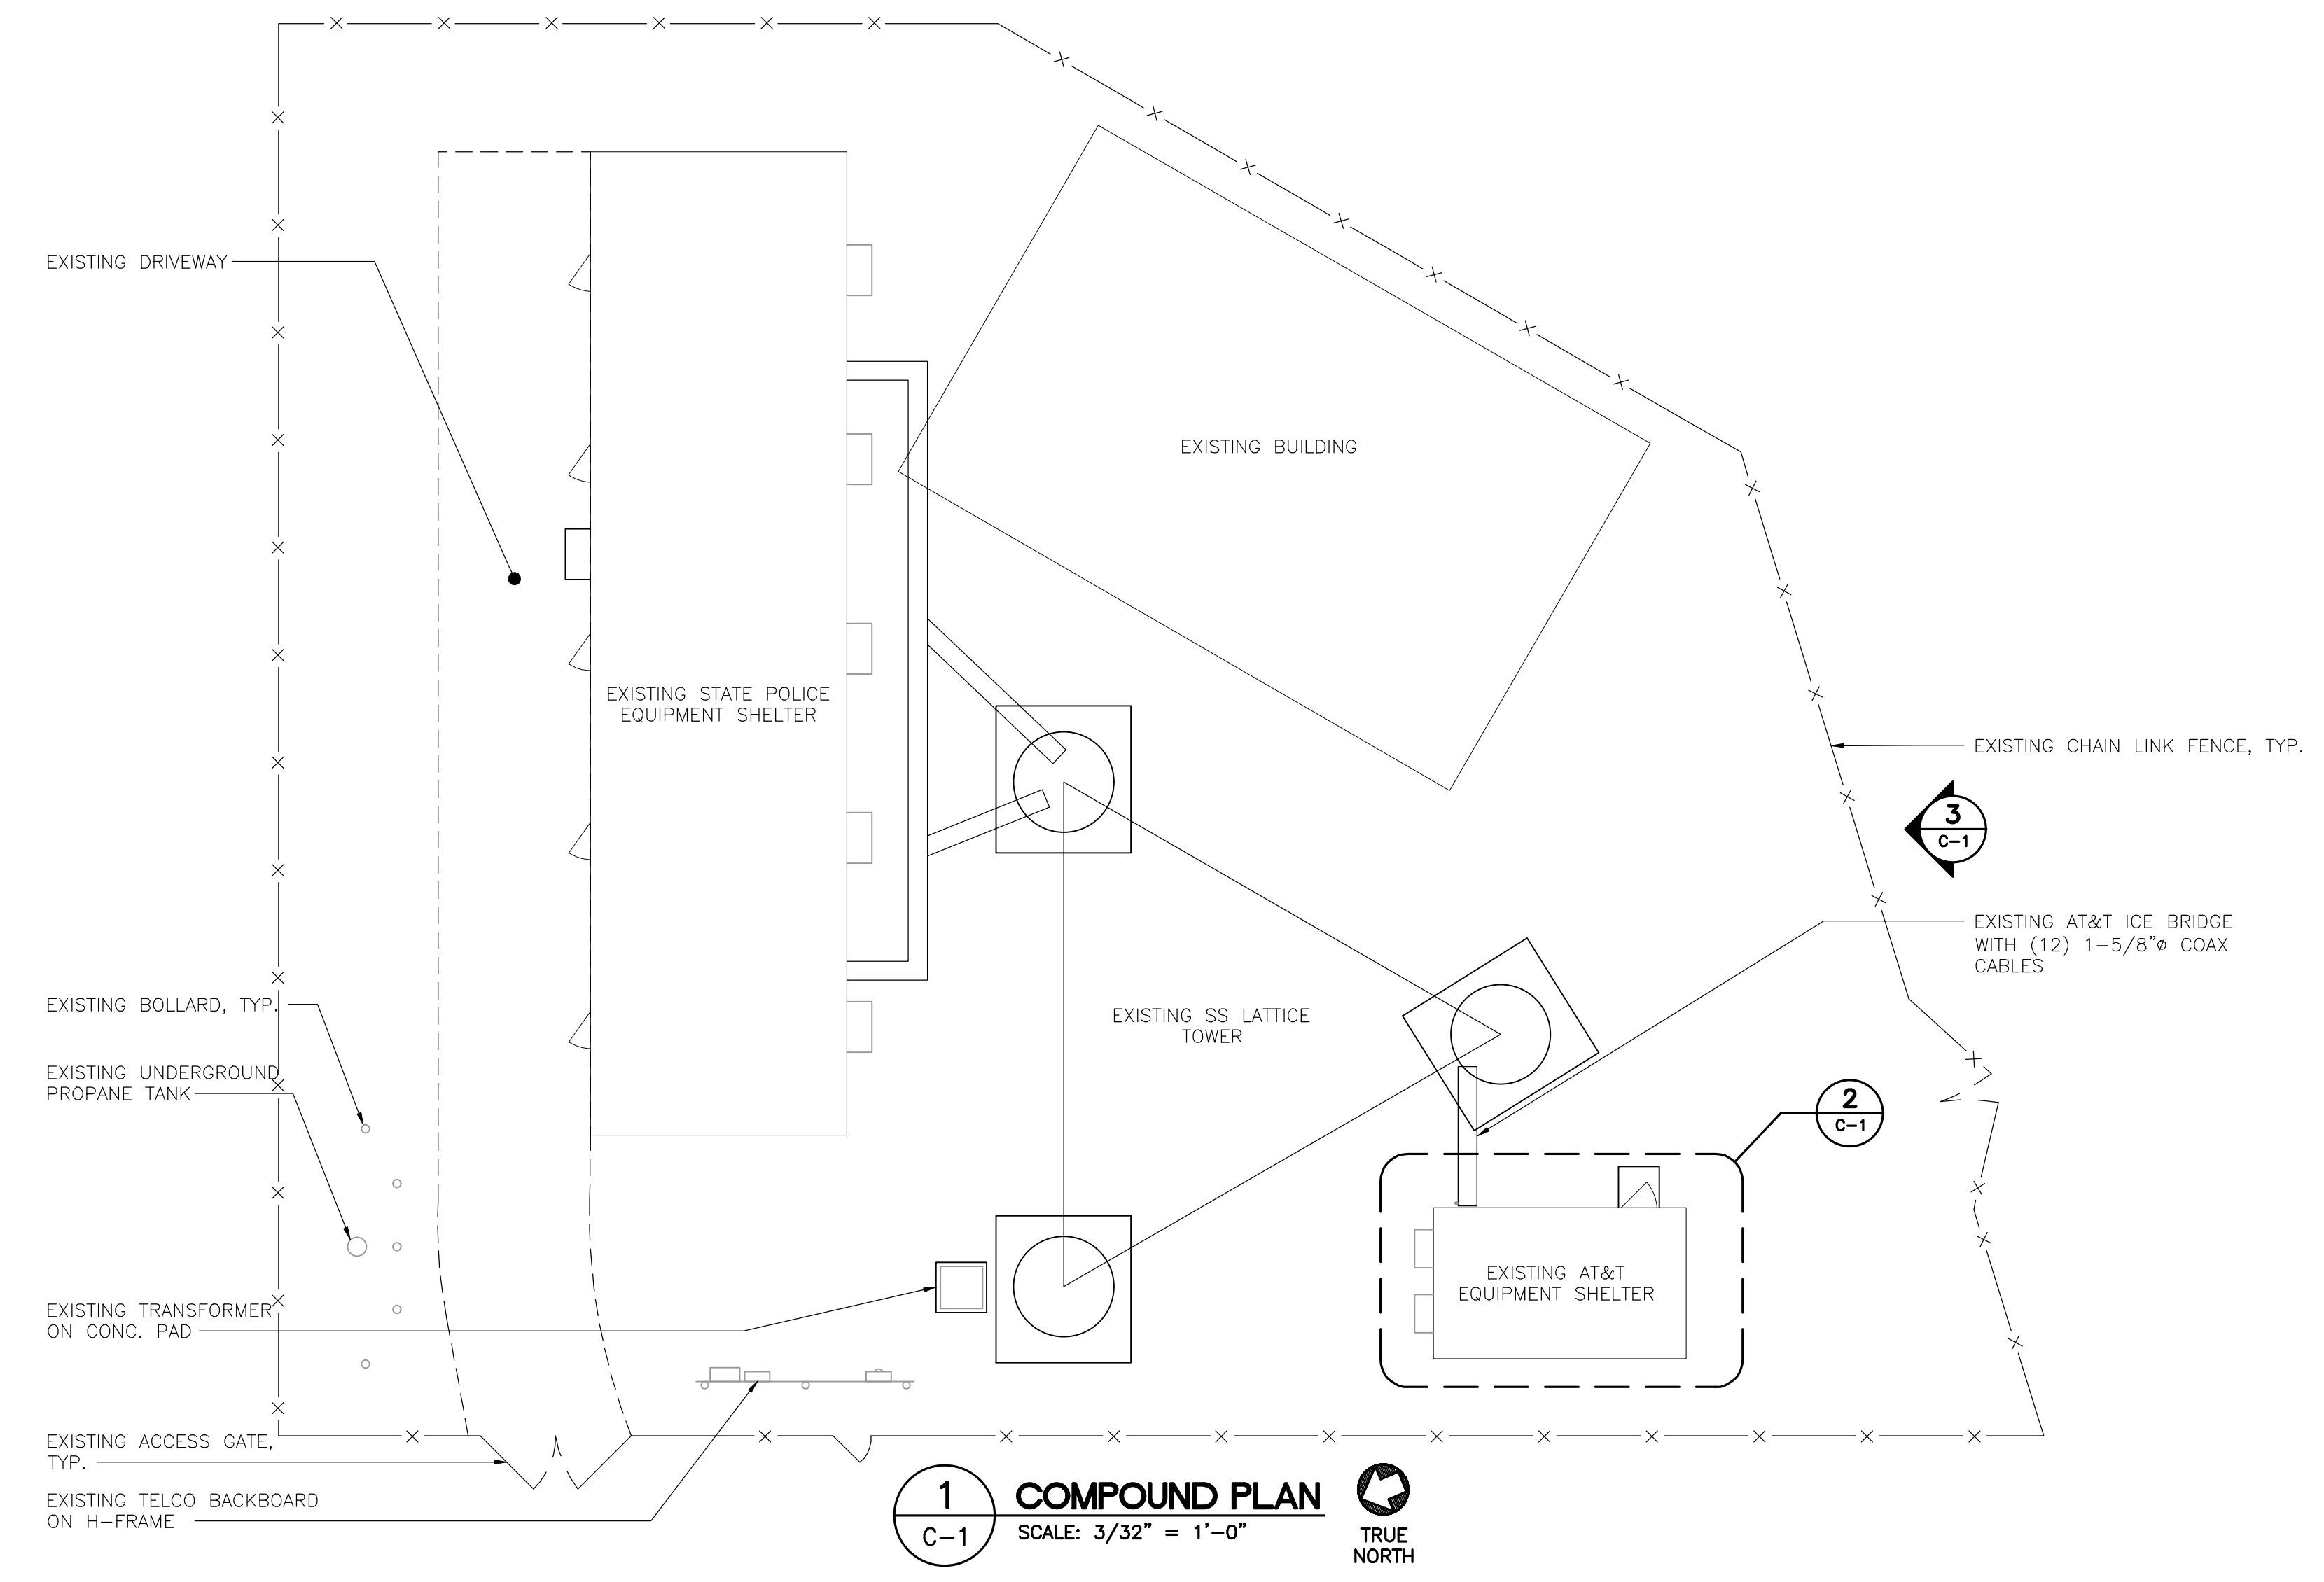 EXISTING DRIVEWAY
EXISTING BUILDING
EXISTING STATE POLICE
EQUIPMENT SHELTER
EXISTING CHAIN LINK FENCE, TYP.
3
C-1
EXISTING AT&T ICE BRIDGE
WITH (12) 1-5/8"ø COAX
CABLES
EXISTING BOLLARD, TYP.
EXISTING SS LATTICE
TOWER
EXISTING UNDERGROUND
PROPANE TANK
2
C-1
EXISTING AT&T
EQUIPMENT SHELTER
EXISTING TRANSFORMER
ON CONC. PAD
EXISTING ACCESS GATE,
TYP.
EXISTING TELCO BACKBOARD
ON H-FRAME
1
C-1
COMPOUND PLAN
SCALE: 3/32" = 1'-0"
TRUE
NORTH